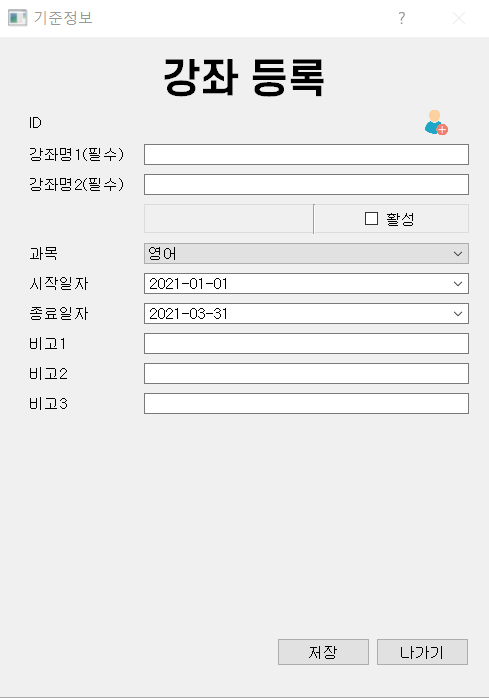 기준정보 ?
강좌 등록
ID
강좌명1(필수)
강좌명2(필수)
활성
과목 영어
시작일자 2021-01-01
종료일자 2021-03-31
비고1
비고2
비고3
저장 나가기